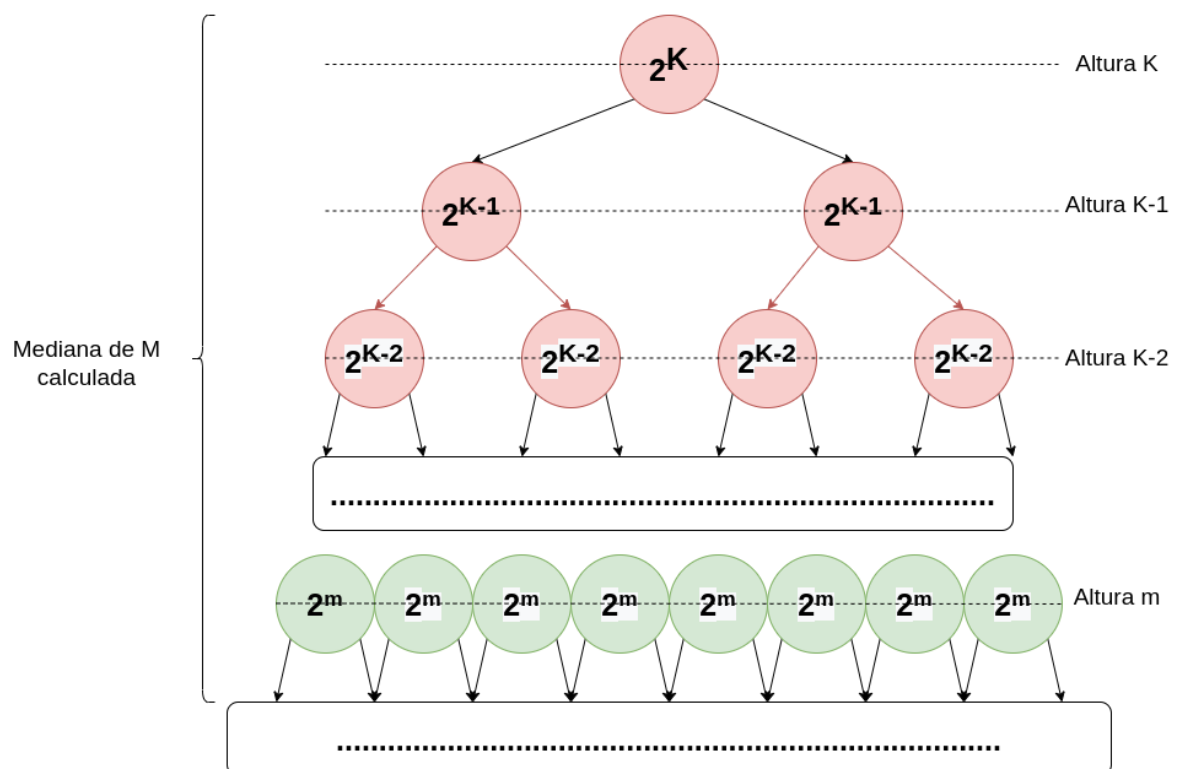 2^K
Altura K
2^K-1 2^K-1
Altura K-1
2^K-2 2^K-2 2^K-2 2^K-2
Altura K-2
Mediana de M
calculada
................................................................................
2^m 2^m 2^m 2^m 2^m 2^m 2^m 2^m
Altura m
................................................................................